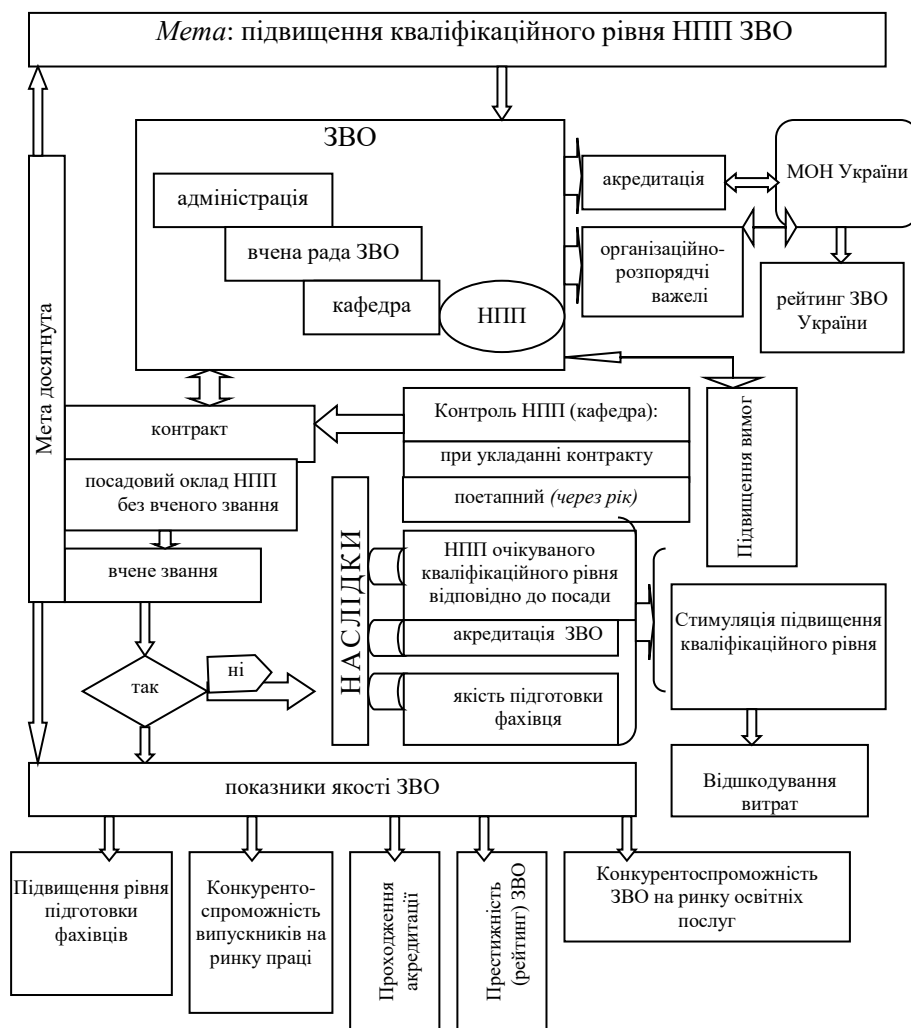 Мета: підвищення кваліфікаційного рівня НПП ЗВО
ЗВО
адміністрація
вчена рада ЗВО
кафедра
НПП
акредитація
МОН України
організаційно-
розпорядчі
важелі
рейтинг ЗВО
України
Мета досягнута
контракт
посадовий оклад НПП
без вченого звання
вчене звання
Контроль НПП (кафедра):
при укладанні контракту
поетапний (через рік)
Підвищення вимог
НАСЛІДКИ
НПП очікуваного
кваліфікаційного рівня
відповідно до посади
акредитація ЗВО
якість підготовки
фахівця
Стимуляція підвищення
кваліфікаційного рівня
так
ні
Відшкодування
витрат
показники якості ЗВО
Підвищення рівня
підготовки
фахівців
Конкуренто-
спроможність
випускників на
ринку праці
Проходження
акредитації
Престижність
(рейтинг) ЗВО
Конкурентоспроможність
ЗВО на ринку освітніх
послуг